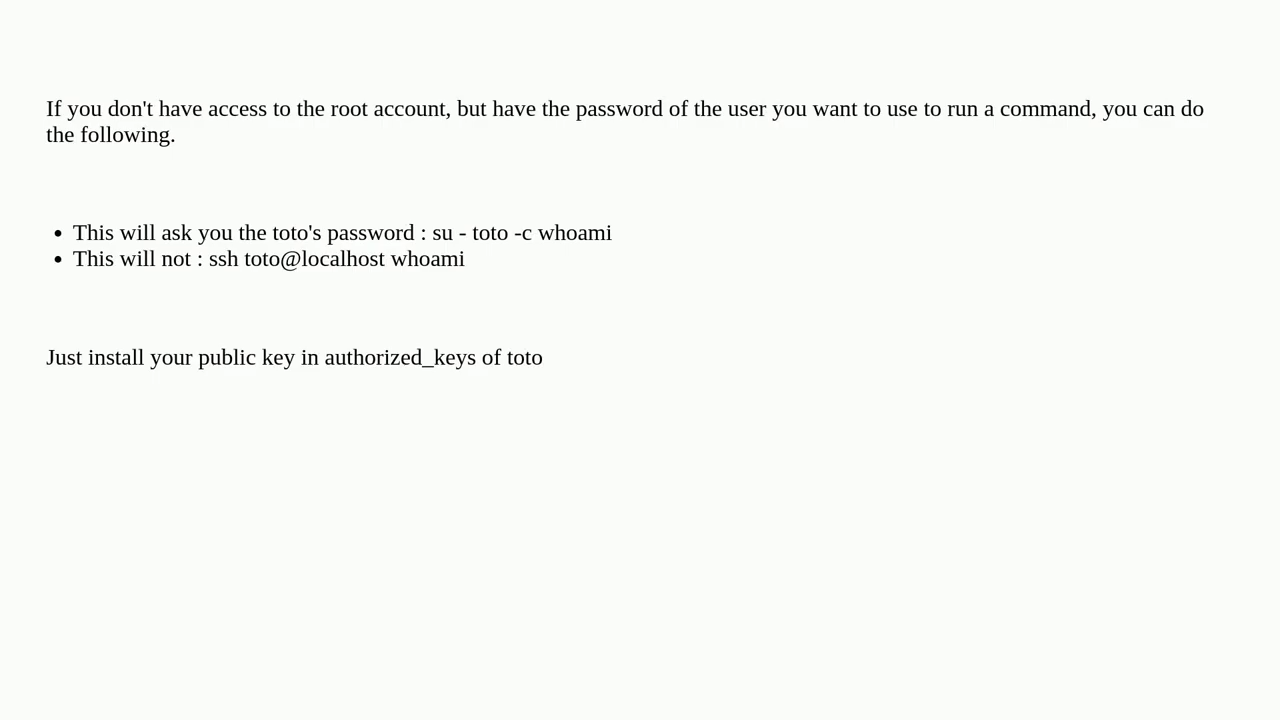 If you don't have access to the root account, but have the password of the user you want to use to run a command, you can do
the following.
• This will ask you the toto's password : su - toto -c whoami
• This will not : ssh toto@localhost whoami
Just install your public key in authorized_keys of toto